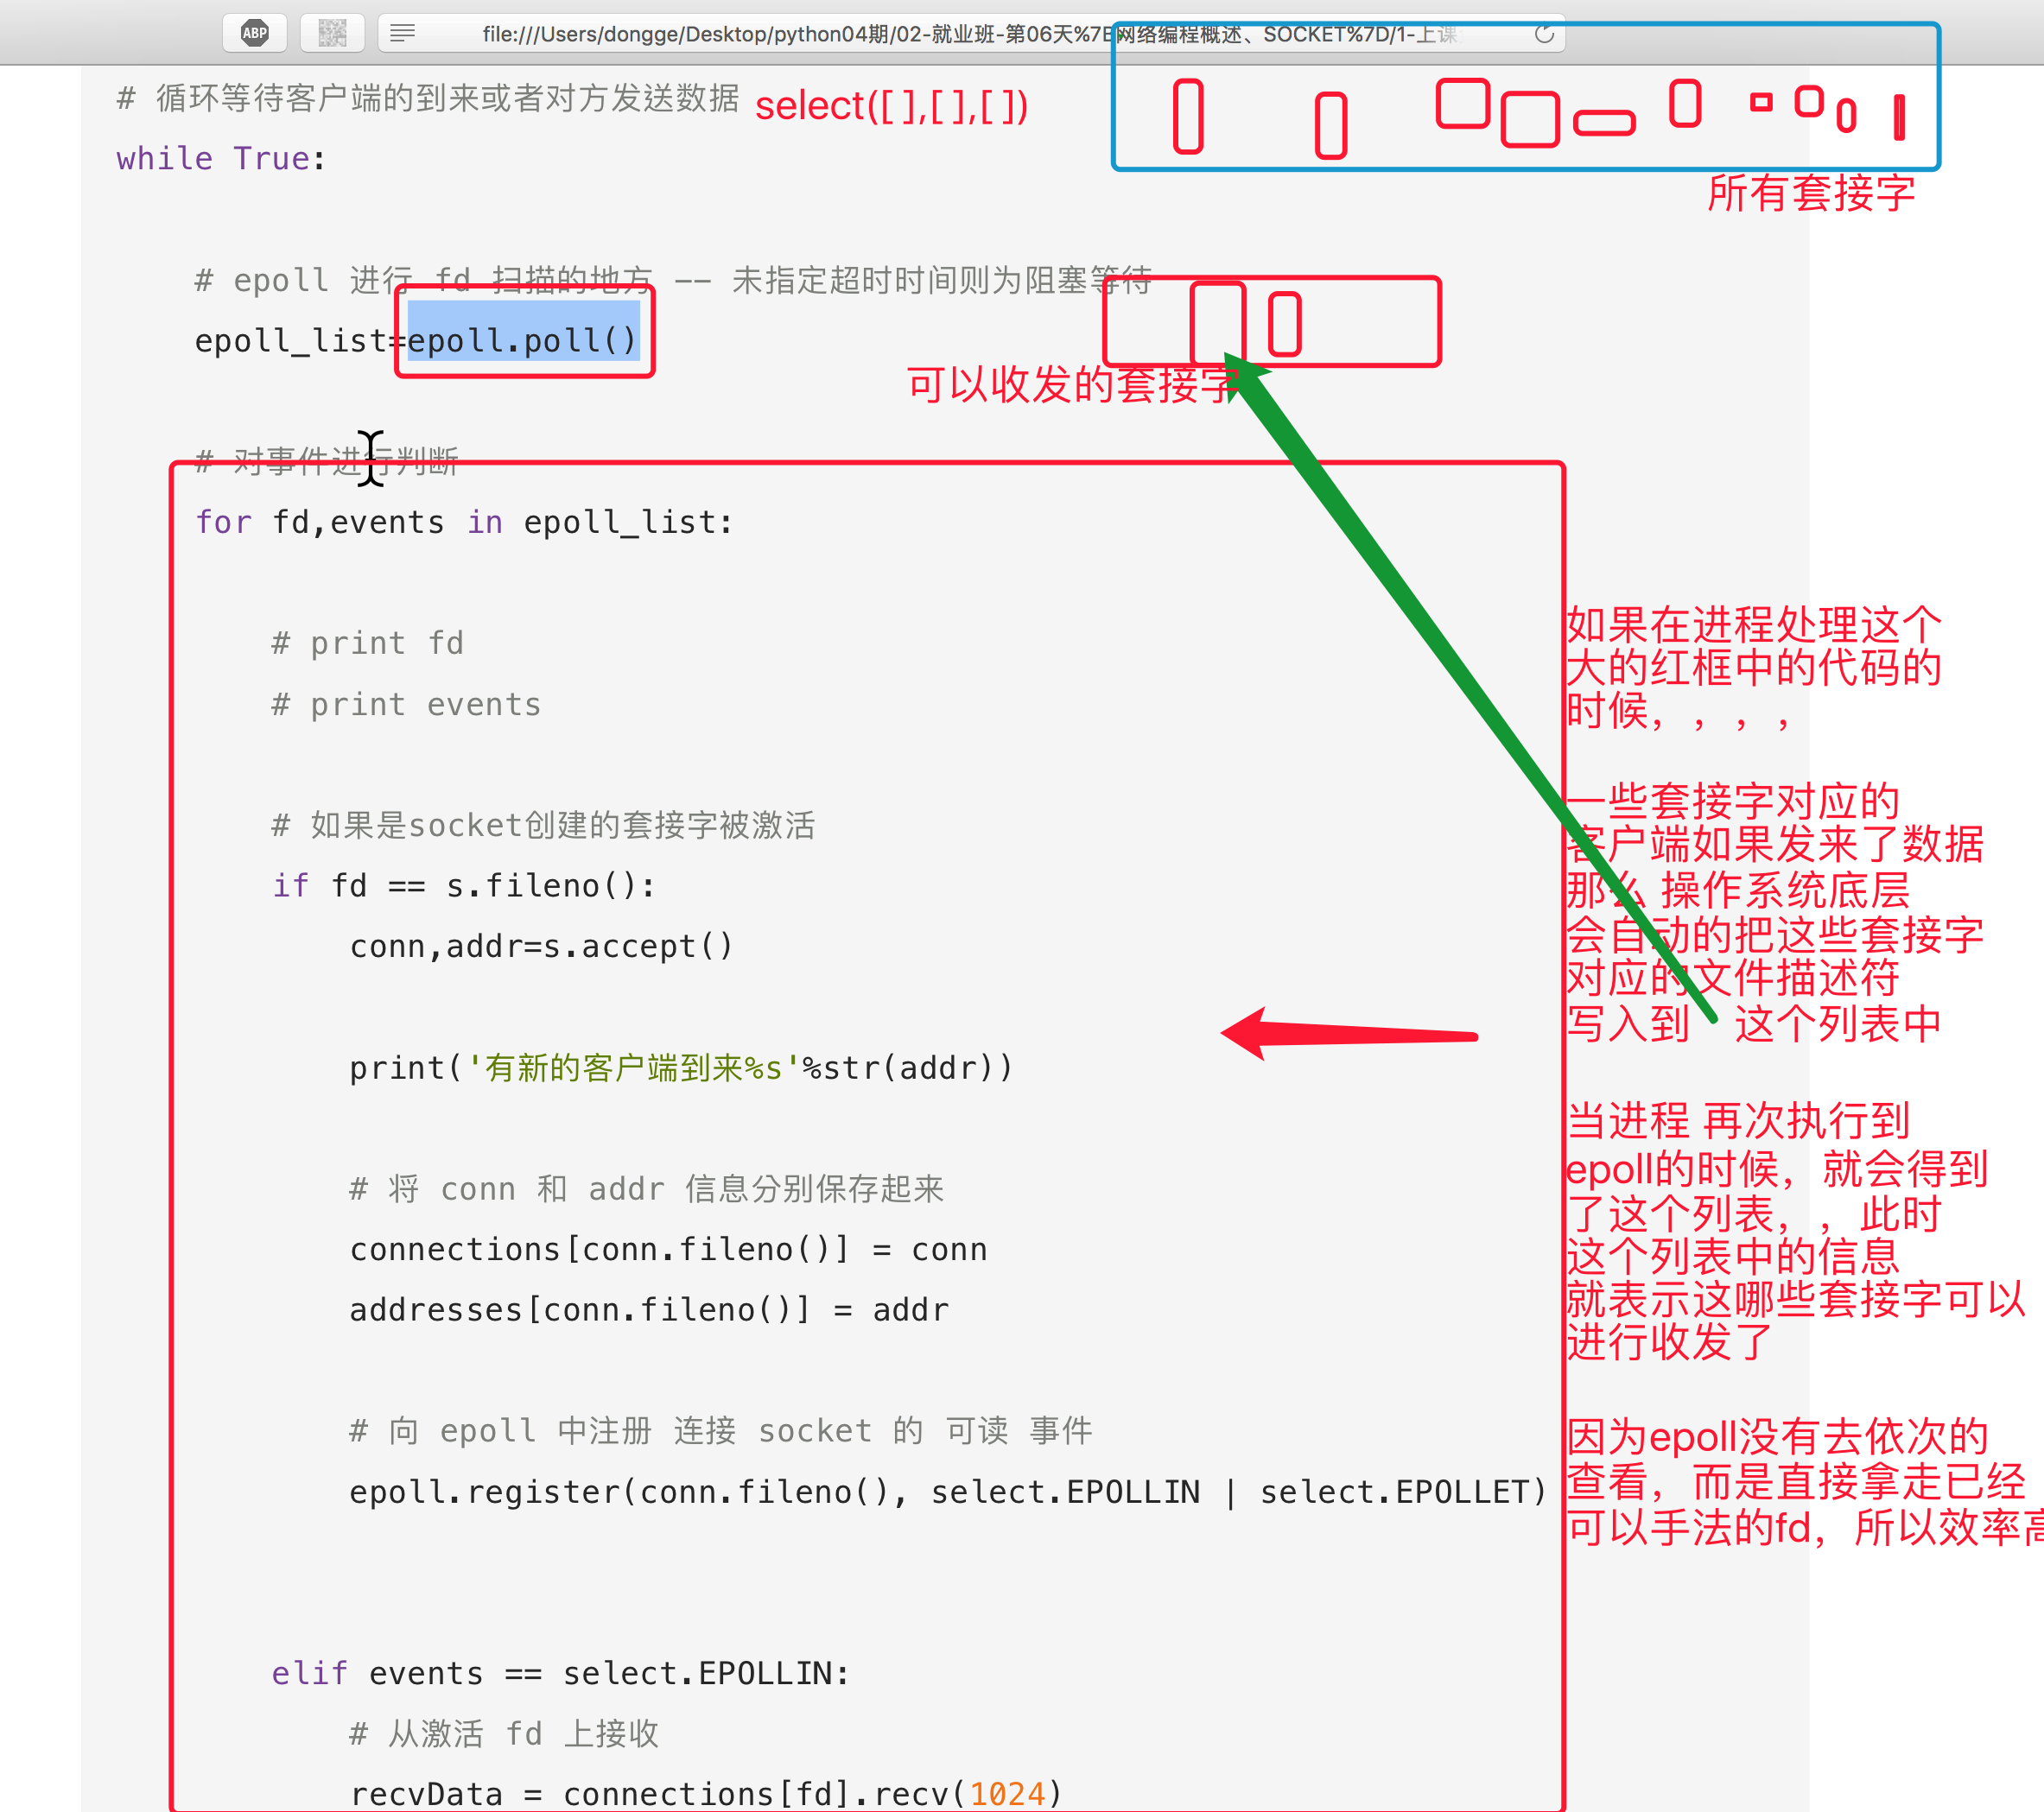 ABP
file:///Users/dongge/Desktop/python04期/02-就业班-第06天%7B网络编程概述、SOCKET%7D/1-上课
# 循环等待客户端的到来或者对方发送数据 select([],[],[])
while True:
所有套接字
# epoll 进行 fd 扫描的地方 -- 未指定超时时间则为阻塞等待
epoll_list=epoll.poll()
可以收发的套接字
# 对事件进行判断
for fd,events in epoll_list:
# print fd
# print events
# 如果是socket创建的套接字被激活
if fd == s.fileno():
conn,addr=s.accept()
print('有新的客户端到来%s'%str(addr))
# 将 conn 和 addr 信息分别保存起来
connections[conn.fileno()] = conn
addresses[conn.fileno()] = addr
# 向 epoll 中注册 连接 socket 的 可读 事件
epoll.register(conn.fileno(), select.EPOLLIN | select.EPOLLET)
elif events == select.EPOLLIN:
# 从激活 fd 上接收
recvData = connections[fd].recv(1024)
如果在进程处理这个
大的红框中的代码的
时候，，，，
一些套接字对应的
客户端如果发来了数据
那么 操作系统底层
会自动的把这些套接字
对应的文件描述符
写入到 这个列表中
当进程 再次执行到
epoll的时候，就会得到
了这个列表，，此时
这个列表中的信息
就表示这哪些套接字可以
进行收发了
因为epoll没有去依次的
查看，而是直接拿走已经
可以手法的fd，所以效率高